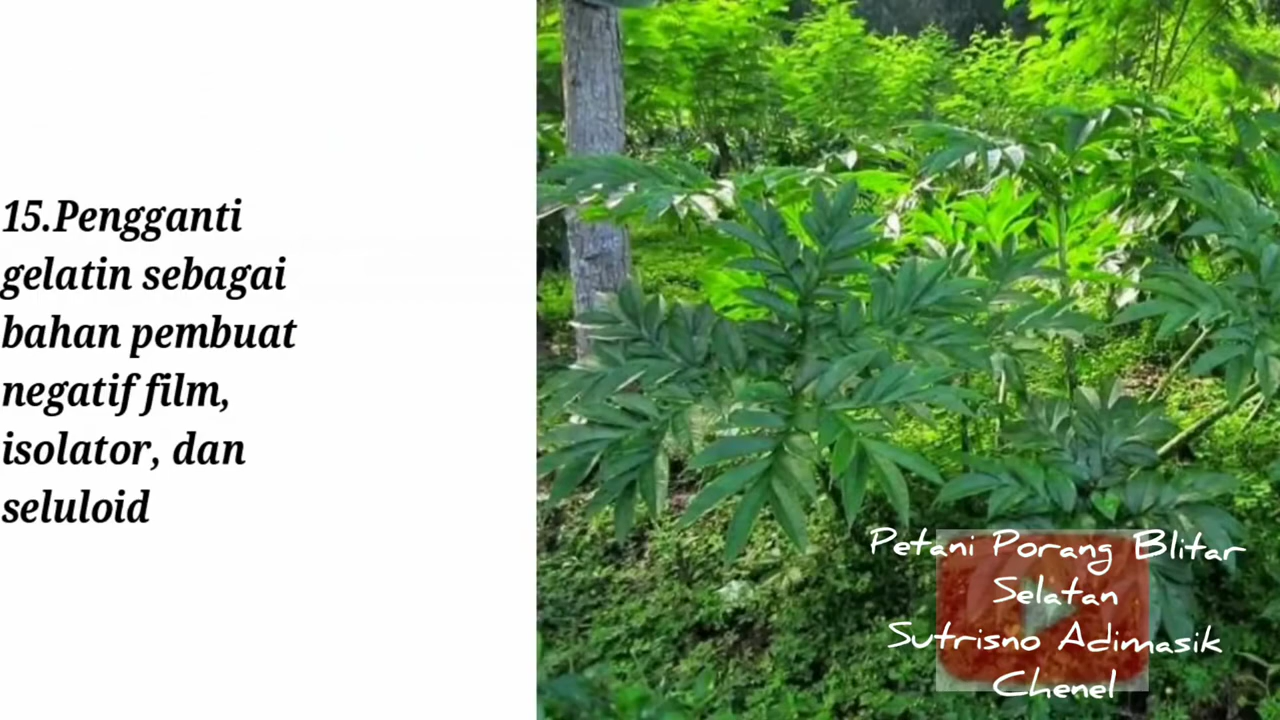 15.Pengganti
gelatin sebagai
bahan pembuat
negatif film,
isolator, dan
seluloid
Petani Porang Blitar
Selatan
Sutrisno Adimasik
Chenel